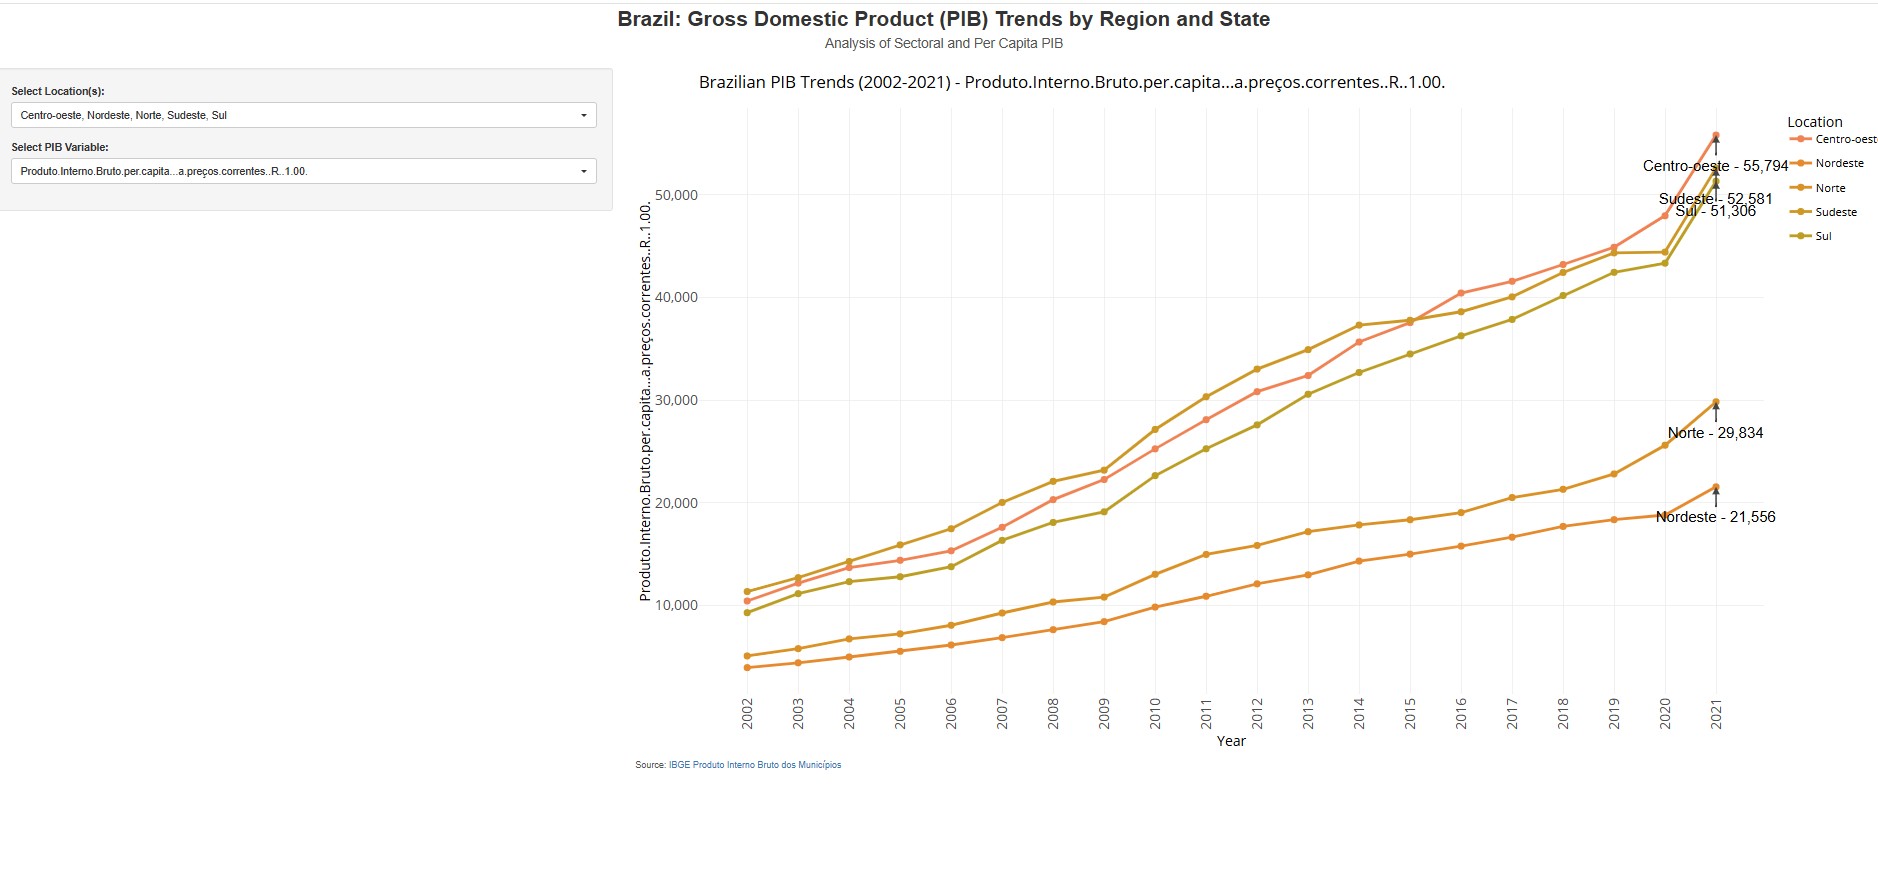 Brazil: Gross Domestic Product (PIB) Trends by Region and State
Analysis of Sectoral and Per Capita PIB
Select Location(s):
Centro-oeste, Nordeste, Norte, Sudeste, Sul
Select PIB Variable:
Produto.Interno.Bruto.per.capita...a.preços.correntes..R..1.00.
Brazilian PIB Trends (2002-2021) - Produto.Interno.Bruto.per.capita...a.preços.correntes..R..1.00.
Produto.Interno.Bruto.per.capita...a.preços.correntes..R..1.00.
50,000
40,000
30,000
20,000
10,000
Centro-oeste - 55,794
Sudeste - 52,581
Sul - 51,306
Norte - 29,834
Nordeste - 21,556
Location
Centro-oest
Nordeste
Norte
Sudeste
Sul
2002
2003
2004
2005
2006
2007
2008
2009
2010
2011
2012
2013
2014
2015
2016
2017
2018
2019
2020
2021
Year
Source: IBGE Produto Interno Bruto dos Municípios